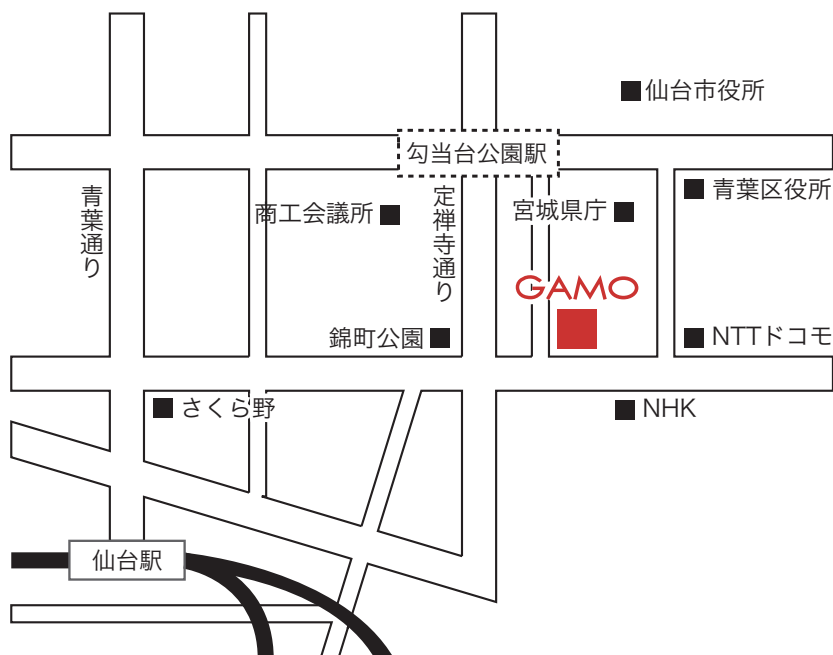 仙台市役所
勾当台公園駅
青葉通り
商工会議所
定禅寺通り
宮城県庁
青葉区役所
GAMO
錦町公園
NTTドコモ
さくら野
NHK
仙台駅